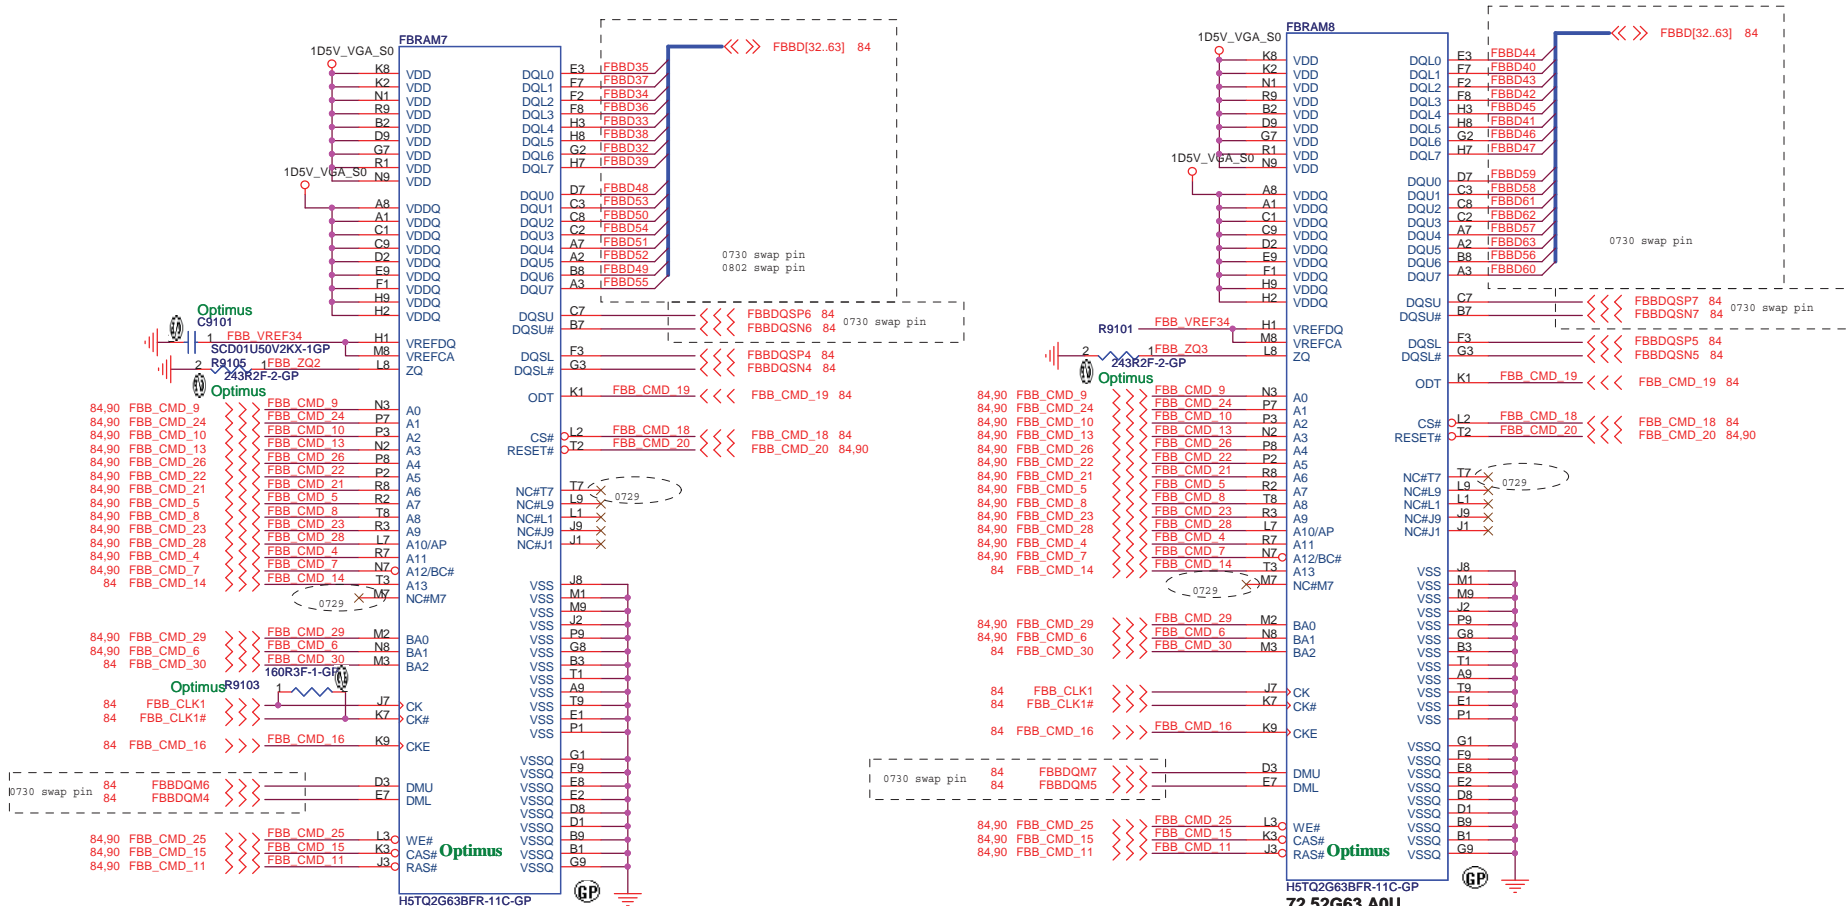 FBRAM7
1D5V_VGA_S0
FBBD[32..63] 84
K8 VDD DQL0 E3 FBBD35
K2 VDD DQL1 F7 FBBD37
N1 VDD DQL2 F2 FBBD34
R9 VDD DQL3 F8 FBBD36
B2 VDD DQL4 H3 FBBD33
D9 VDD DQL5 H8 FBBD38
G7 VDD DQL6 G2 FBBD32
R1 VDD DQL7 H7 FBBD39
N9 VDD
1D5V_VGA_S0
DQU0 D7 FBBD48
A8 VDDQ DQU1 C3 FBBD53
A1 VDDQ DQU2 C8 FBBD50
C1 VDDQ DQU3 C2 FBBD54
C9 VDDQ DQU4 A7 FBBD51
D2 VDDQ DQU5 A2 FBBD52
E9 VDDQ DQU6 B8 FBBD49
F1 VDDQ DQU7 A3 FBBD55
H9 VDDQ
H2 VDDQ
0730 swap pin
0802 swap pin
DQSU C7 FBBDQSP6 84
DQSU# B7 FBBDQSN6 84
0730 swap pin
Optimus
C9101
1 FBB_VREF34 H1 VREFDQ
SCD01U50V2KX-1GP
M8 VREFCA
DQSL F3 FBBDQSP4 84
DQSL# G3 FBBDQSN4 84
2 R9105 1 FBB_ZQ2 L8 ZQ
243R2F-2-GP
Optimus
ODT K1 FBB_CMD_19 FBB_CMD_19 84
84,90 FBB_CMD_9 FBB_CMD_9 N3 A0
84,90 FBB_CMD_24 FBB_CMD_24 P7 A1
84,90 FBB_CMD_10 FBB_CMD_10 P3 A2
84,90 FBB_CMD_13 FBB_CMD_13 N2 A3
84,90 FBB_CMD_26 FBB_CMD_26 P8 A4
84,90 FBB_CMD_22 FBB_CMD_22 P2 A5
84,90 FBB_CMD_21 FBB_CMD_21 R8 A6
84,90 FBB_CMD_5 FBB_CMD_5 R2 A7
84,90 FBB_CMD_8 FBB_CMD_8 T8 A8
84,90 FBB_CMD_23 FBB_CMD_23 R3 A9
84,90 FBB_CMD_28 FBB_CMD_28 L7 A10/AP
84,90 FBB_CMD_4 FBB_CMD_4 R7 A11
84,90 FBB_CMD_7 FBB_CMD_7 N7 A12/BC#
84 FBB_CMD_14 FBB_CMD_14 T3 A13
0729 M7 NC#M7
CS# L2 FBB_CMD_18 FBB_CMD_18 84
RESET# T2 FBB_CMD_20 FBB_CMD_20 84,90
NC#T7 T7 0729
NC#L9 L9
NC#L1 L1
NC#J9 J9
NC#J1 J1
VSS J8
VSS M1
VSS M9
VSS J2
VSS P9
VSS G8
VSS B3
VSS T1
VSS A9
VSS T9
VSS E1
VSS P1
84,90 FBB_CMD_29 FBB_CMD_29 M2 BA0
84,90 FBB_CMD_6 FBB_CMD_6 N8 BA1
84 FBB_CMD_30 FBB_CMD_30 M3 BA2
160R3F-1-GP
Optimus R9103 1
84 FBB_CLK1 J7 CK
84 FBB_CLK1# K7 CK#
84 FBB_CMD_16 FBB_CMD_16 K9 CKE
0730 swap pin
84 FBBDQM6 D3 DMU
84 FBBDQM4 E7 DML
84,90 FBB_CMD_25 FBB_CMD_25 L3 WE#
84,90 FBB_CMD_15 FBB_CMD_15 K3 CAS# Optimus
84,90 FBB_CMD_11 FBB_CMD_11 J3 RAS#
VSSQ G1
VSSQ F9
VSSQ E8
VSSQ E2
VSSQ D8
VSSQ D1
VSSQ B9
VSSQ B1
VSSQ G9
GP
H5TQ2G63BFR-11C-GP
FBRAM8
1D5V_VGA_S0
FBBD[32..63] 84
K8 VDD DQL0 E3 FBBD44
K2 VDD DQL1 F7 FBBD40
N1 VDD DQL2 F2 FBBD43
R9 VDD DQL3 F8 FBBD42
B2 VDD DQL4 H3 FBBD45
D9 VDD DQL5 H8 FBBD41
G7 VDD DQL6 G2 FBBD46
R1 VDD DQL7 H7 FBBD47
N9 VDD
1D5V_VGA_S0
DQU0 D7 FBBD59
A8 VDDQ DQU1 C3 FBBD58
A1 VDDQ DQU2 C8 FBBD61
C1 VDDQ DQU3 C2 FBBD62
C9 VDDQ DQU4 A7 FBBD57
D2 VDDQ DQU5 A2 FBBD63
E9 VDDQ DQU6 B8 FBBD56
F1 VDDQ DQU7 A3 FBBD60
H9 VDDQ
H2 VDDQ
0730 swap pin
DQSU C7 FBBDQSP7 84
DQSU# B7 FBBDQSN7 84
0730 swap pin
R9101 FBB_VREF34 H1 VREFDQ
M8 VREFCA
2 1 FBB_ZQ3 L8 ZQ
243R2F-2-GP
Optimus
DQSL F3 FBBDQSP5 84
DQSL# G3 FBBDQSN5 84
ODT K1 FBB_CMD_19 FBB_CMD_19 84
84,90 FBB_CMD_9 FBB_CMD_9 N3 A0
84,90 FBB_CMD_24 FBB_CMD_24 P7 A1
84,90 FBB_CMD_10 FBB_CMD_10 P3 A2
84,90 FBB_CMD_13 FBB_CMD_13 N2 A3
84,90 FBB_CMD_26 FBB_CMD_26 P8 A4
84,90 FBB_CMD_22 FBB_CMD_22 P2 A5
84,90 FBB_CMD_21 FBB_CMD_21 R8 A6
84,90 FBB_CMD_5 FBB_CMD_5 R2 A7
84,90 FBB_CMD_8 FBB_CMD_8 T8 A8
84,90 FBB_CMD_23 FBB_CMD_23 R3 A9
84,90 FBB_CMD_28 FBB_CMD_28 L7 A10/AP
84,90 FBB_CMD_4 FBB_CMD_4 R7 A11
84,90 FBB_CMD_7 FBB_CMD_7 N7 A12/BC#
84 FBB_CMD_14 FBB_CMD_14 T3 A13
0729 M7 NC#M7
CS# L2 FBB_CMD_18 FBB_CMD_18 84
RESET# T2 FBB_CMD_20 FBB_CMD_20 84,90
NC#T7 T7 0729
NC#L9 L9
NC#L1 L1
NC#J9 J9
NC#J1 J1
VSS J8
VSS M1
VSS M9
VSS J2
VSS P9
VSS G8
VSS B3
VSS T1
VSS A9
VSS T9
VSS E1
VSS P1
84,90 FBB_CMD_29 FBB_CMD_29 M2 BA0
84,90 FBB_CMD_6 FBB_CMD_6 N8 BA1
84 FBB_CMD_30 FBB_CMD_30 M3 BA2
84 FBB_CLK1 J7 CK
84 FBB_CLK1# K7 CK#
84 FBB_CMD_16 FBB_CMD_16 K9 CKE
0730 swap pin
84 FBBDQM7 D3 DMU
84 FBBDQM5 E7 DML
84,90 FBB_CMD_25 FBB_CMD_25 L3 WE#
84,90 FBB_CMD_15 FBB_CMD_15 K3 CAS#
84,90 FBB_CMD_11 FBB_CMD_11 J3 RAS# Optimus
VSSQ G1
VSSQ F9
VSSQ E8
VSSQ E2
VSSQ D8
VSSQ D1
VSSQ B9
VSSQ B1
VSSQ G9
GP
H5TQ2G63BFR-11C-GP
72.52G63.A0U